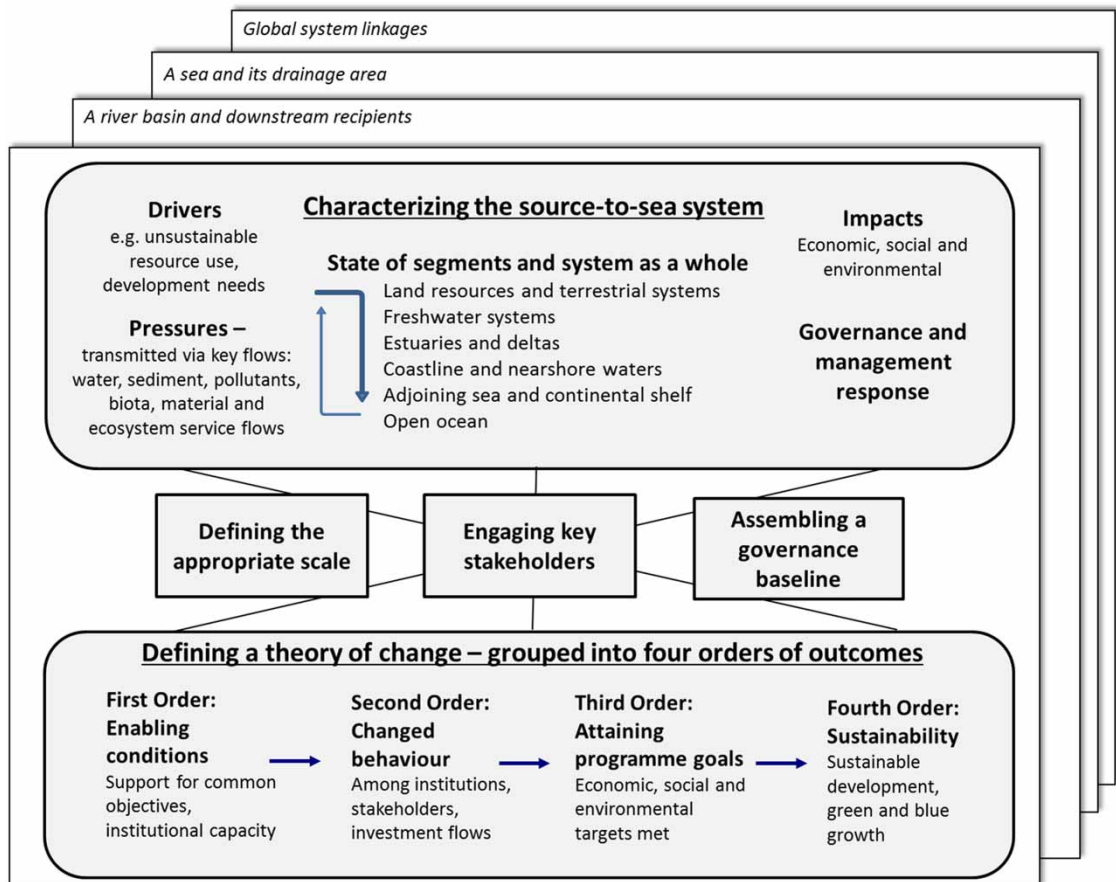 Global system linkages
A sea and its drainage area
A river basin and downstream recipients
Characterizing the source-to-sea system
Drivers
e.g. unsustainable
resource use,
development needs
Pressures –
transmitted via key flows:
water, sediment, pollutants,
biota, material and
ecosystem service flows
State of segments and system as a whole
Land resources and terrestrial systems
Freshwater systems
Estuaries and deltas
Coastline and nearshore waters
Adjoining sea and continental shelf
Open ocean
Impacts
Economic, social and
environmental
Governance and
management
response
Defining the
appropriate scale
Engaging key
stakeholders
Assembling a
governance
baseline
Defining a theory of change – grouped into four orders of outcomes
First Order:
Enabling
conditions
Support for common
objectives,
institutional capacity
Second Order:
Changed
behaviour
Among institutions,
stakeholders,
investment flows
Third Order:
Attaining
programme goals
Economic, social and
environmental
targets met
Fourth Order:
Sustainability
Sustainable
development,
green and blue
growth